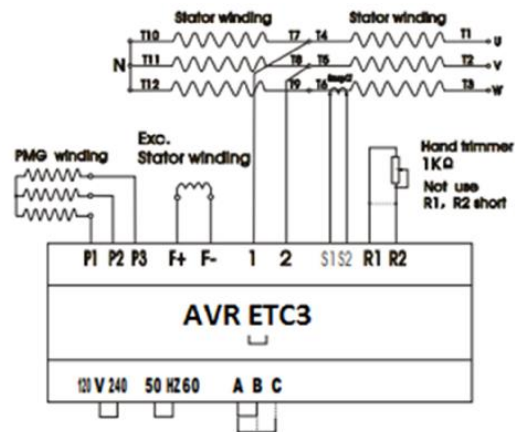 Stator winding Stator winding
T10 T7 T4 T1 U
N T11 T8 T5 T2 V
T12 T9 T6 T3 W
Exc.
Stator winding
PMG winding
Hand trimmer
1KΩ
Not use
R1, R2 short
P1 P2 P3 F+ F- 1 2 S1 S2 R1 R2
AVR ETC3
120 V 240 50 HZ 60 A B C